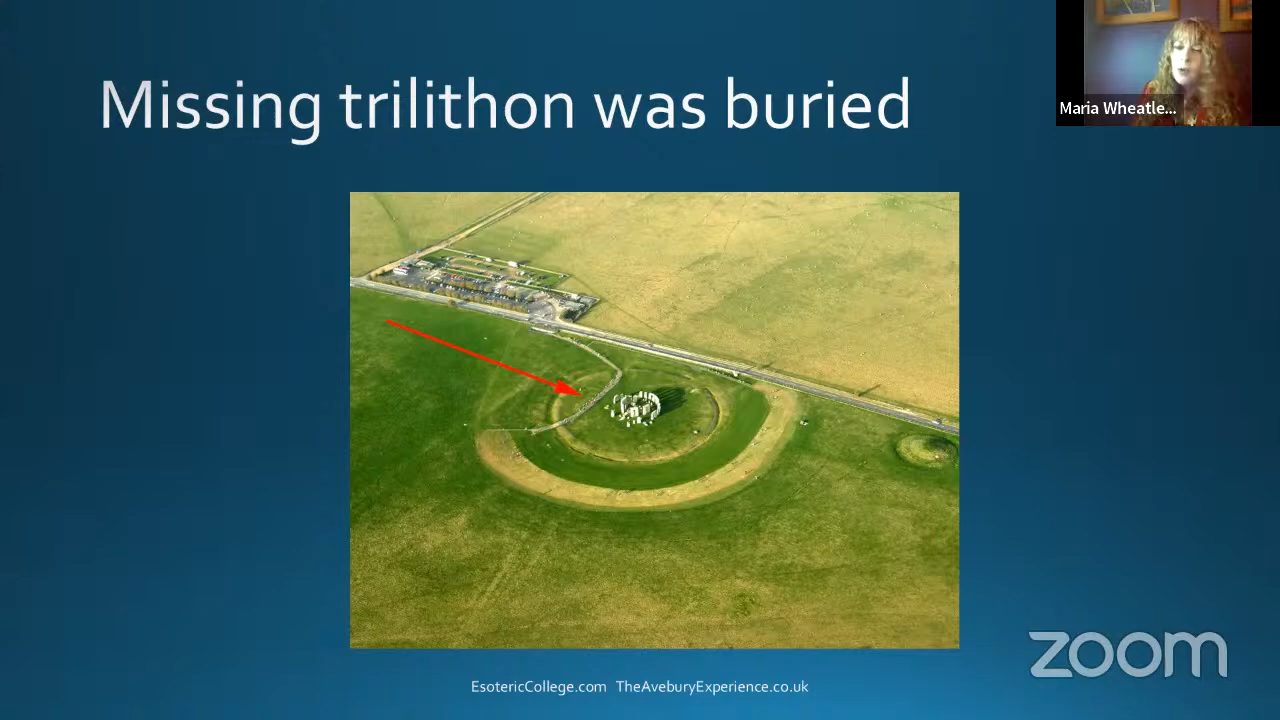 Missing trilithon was buried
Maria Wheatle...
zoom
EsotericCollege.com TheAveburyExperience.co.uk